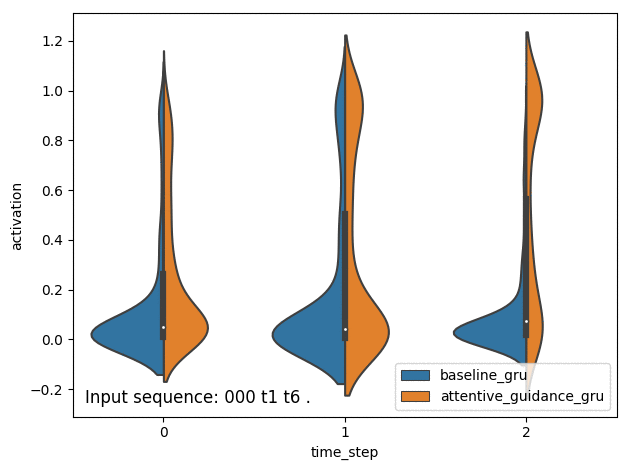 1.2
1.0
0.8
0.6
0.4
0.2
0.0
−0.2
activation
Input sequence: 000 t1 t6 .
baseline_gru
attentive_guidance_gru
0 1 2
time_step